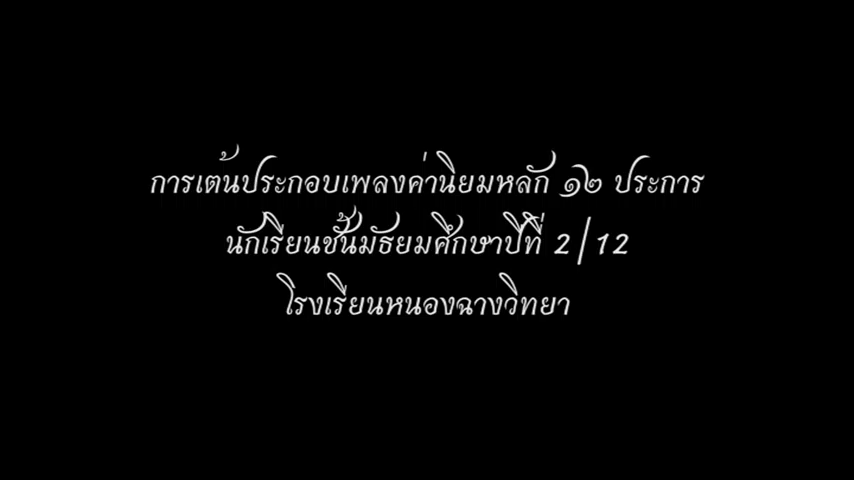 การเต้นประกอบเพลงค่านิยมหลัก ๑๒ ประการ
นักเรียนชั้นมัธยมศึกษาปีที่ 2/12
โรงเรียนหนองฉางวิทยา